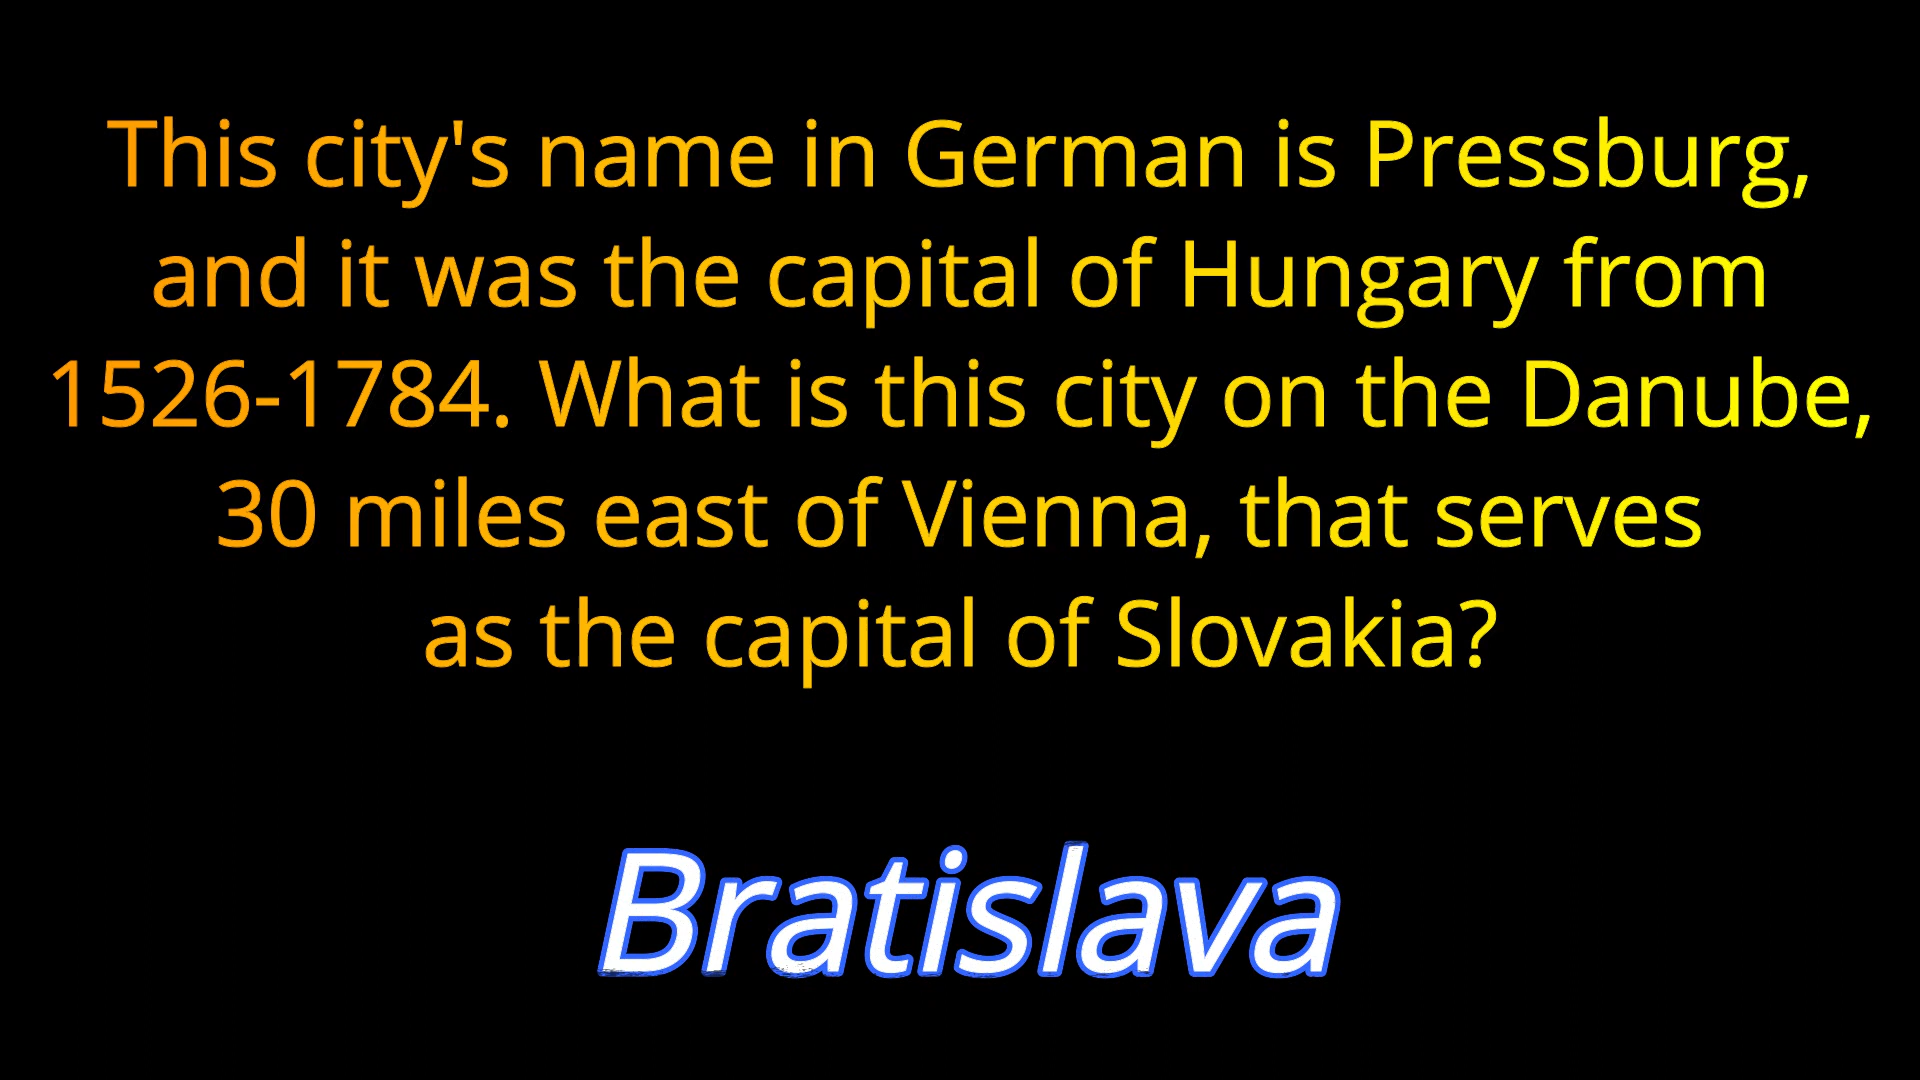 This city's name in German is Pressburg,
and it was the capital of Hungary from
1526-1784. What is this city on the Danube,
30 miles east of Vienna, that serves
as the capital of Slovakia?
Bratislava